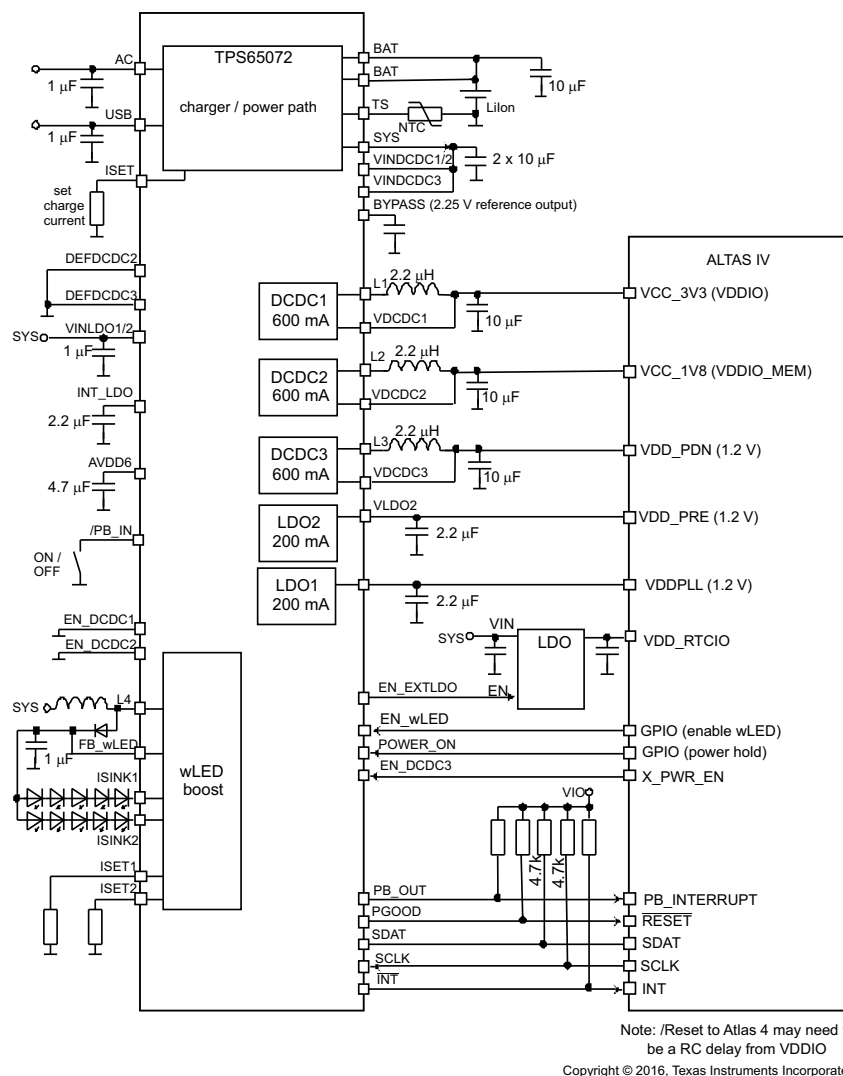 TPS65072
charger / power path
AC
1 μF
USB
1 μF
ISET
set
charge
current
DEFDCDC2
DEFDCDC3
SYS
VINLDO1/2
1 μF
INT_LDO
2.2 μF
AVDD6
4.7 μF
/PB_IN
ON /
OFF
EN_DCDC1
EN_DCDC2
SYS
L4
FB_wLED
1 μF
wLED
boost
ISINK1
ISINK2
ISET1
ISET2
BAT
BAT
10 μF
LiIon
TS
NTC
SYS
2 x 10 μF
VINDCDC1/2
VINDCDC3
BYPASS (2.25 V reference output)
DCDC1
600 mA
L1
2.2 μH
VDCDC1
10 μF
DCDC2
600 mA
L2
2.2 μH
VDCDC2
10 μF
DCDC3
600 mA
L3
2.2 μH
VDCDC3
10 μF
LDO2
200 mA
VLDO2
2.2 μF
LDO1
200 mA
2.2 μF
SYS
VIN
LDO
EN_EXTLDO
EN
EN_wLED
POWER_ON
EN_DCDC3
VIO
4.7k
4.7k
PB_OUT
PGOOD
SDAT
SCLK
INT
ALTAS IV
VCC_3V3 (VDDIO)
VCC_1V8 (VDDIO_MEM)
VDD_PDN (1.2 V)
VDD_PRE (1.2 V)
VDDPLL (1.2 V)
VDD_RTCIO
GPIO (enable wLED)
GPIO (power hold)
X_PWR_EN
PB_INTERRUPT
RESET
SDAT
SCLK
INT
Note: /Reset to Atlas 4 may need
be a RC delay from VDDIO
Copyright © 2016, Texas Instruments Incorporate